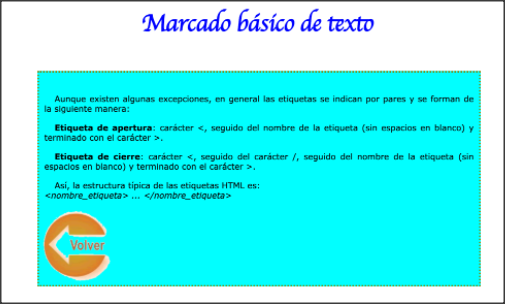 Marcado básico de texto
Aunque existen algunas excepciones, en general las etiquetas se indican por pares y se forman de
la siguiente manera:
Etiqueta de apertura: carácter <, seguido del nombre de la etiqueta (sin espacios en blanco) y
terminado con el carácter >.
Etiqueta de cierre: carácter <, seguido del carácter /, seguido del nombre de la etiqueta (sin
espacios en blanco) y terminado con el carácter >.
Así, la estructura típica de las etiquetas HTML es:
<nombre_etiqueta> ... </nombre_etiqueta>
Volver